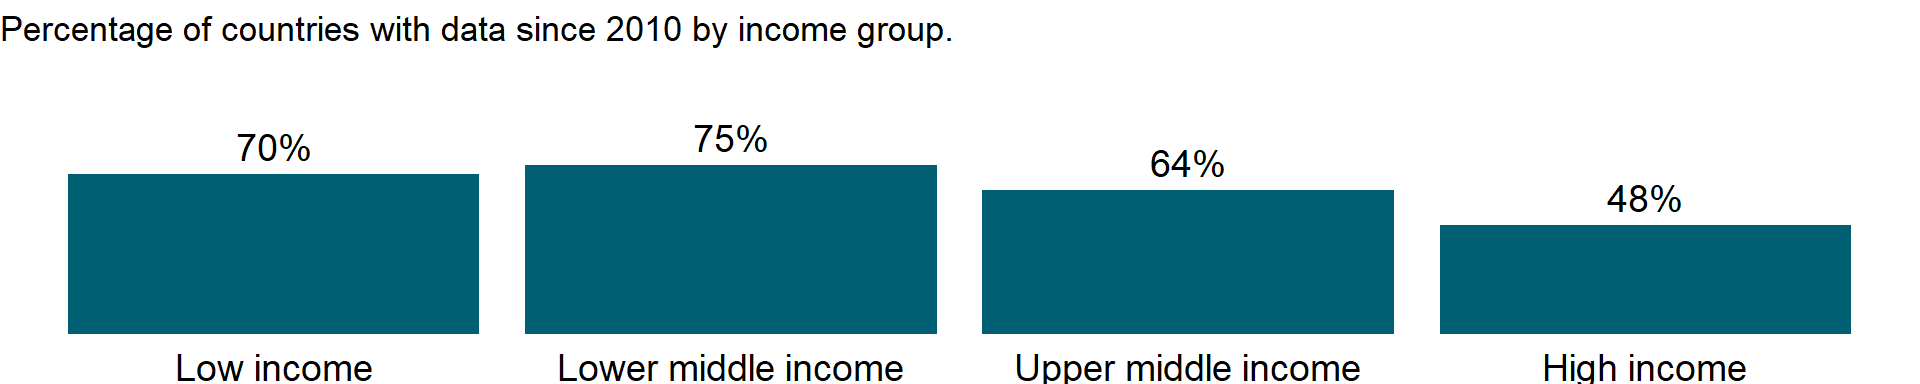 Percentage of countries with data since 2010 by income group.
70%
75%
64%
48%
Low income
Lower middle income
Upper middle income
High income